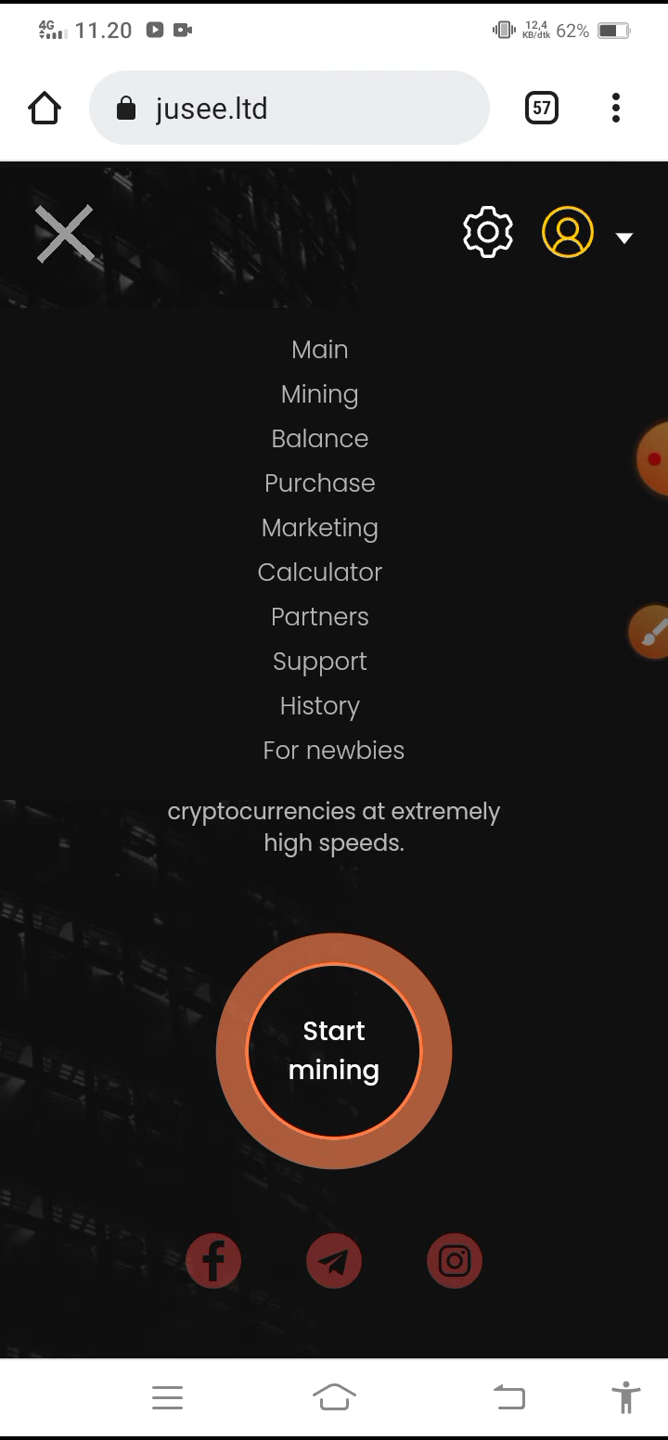 4G 11.20 12,4 KB/dtk 62%
jusee.ltd 57
Main
Mining
Balance
Purchase
Marketing
Calculator
Partners
Support
History
For newbies
cryptocurrencies at extremely
high speeds.
Start
mining